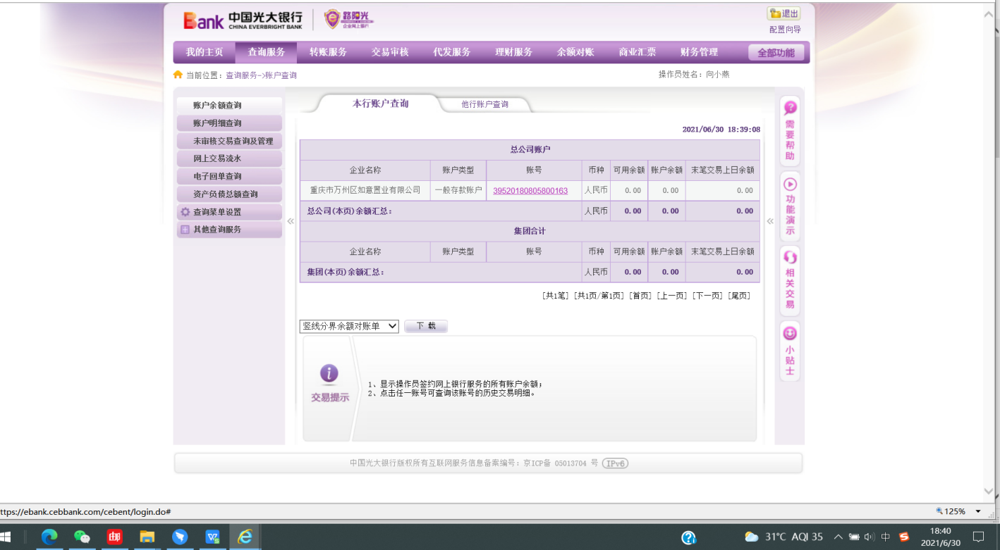 Bank 中国光大银行 CHINA EVERBRIGHT BANK
企业网上银行
退出
配置向导
我的主页 查询服务 转账服务 交易审核 代发服务 理财服务 余额对账 商业汇票 财务管理 全部功能
当前位置：查询服务->账户查询 操作员姓名：向小燕
账户余额查询
账户明细查询
未审核交易查询及管理
网上交易流水
电子回单查询
资产负债总额查询
查询菜单设置
其他查询服务
本行账户查询 他行账户查询
2021/06/30 18:39:08
总公司账户
企业名称 账户类型 账号 币种 可用余额 账户余额 末笔交易上日余额
重庆市万州区如意置业有限公司 一般存款账户 39520180805800163 人民币 0.00 0.00 0.00
总公司(本页)余额汇总： 人民币 0.00 0.00 0.00
集团合计
企业名称 账户类型 账号 币种 可用余额 账户余额 末笔交易上日余额
集团(本页)余额汇总： 人民币 0.00 0.00 0.00
[共1笔] [共1页/第1页] [首页] [上一页] [下一页] [尾页]
竖线分界余额对账单 下 载
交易提示
1、显示操作员签约网上银行服务的所有账户余额；
2、点击任一账号可查询该账号的历史交易明细。
需要帮助
功能演示
相关交易
小贴士
中国光大银行版权所有互联网服务信息备案编号：京ICP备 05013704 号 IPv6
ttps://ebank.cebbank.com/cebent/login.do#
125%
31°C AQI 35 中 18:40
2021/6/30